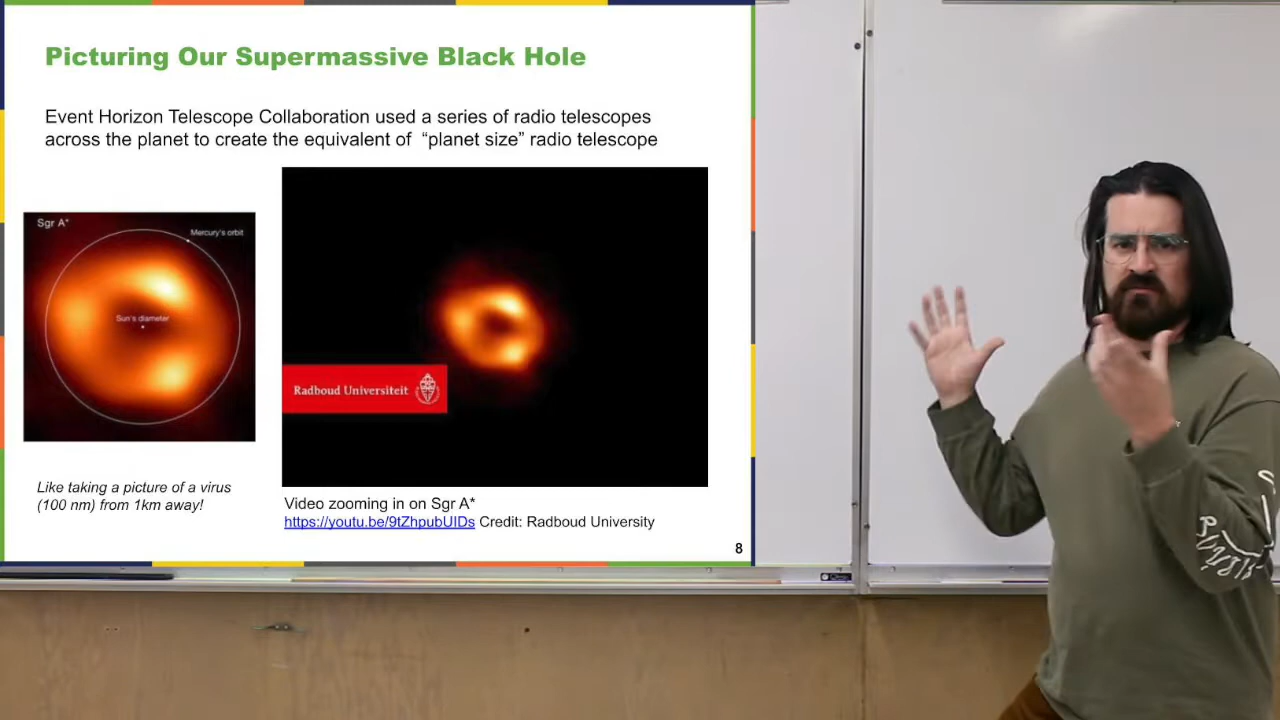 Picturing Our Supermassive Black Hole
Event Horizon Telescope Collaboration used a series of radio telescopes
across the planet to create the equivalent of “planet size” radio telescope
Sgr A*
Mercury's orbit
Sun's diameter
Radboud Universiteit
Like taking a picture of a virus
(100 nm) from 1km away!
Video zooming in on Sgr A*
https://youtu.be/9tZhpubUIDs Credit: Radboud University
8